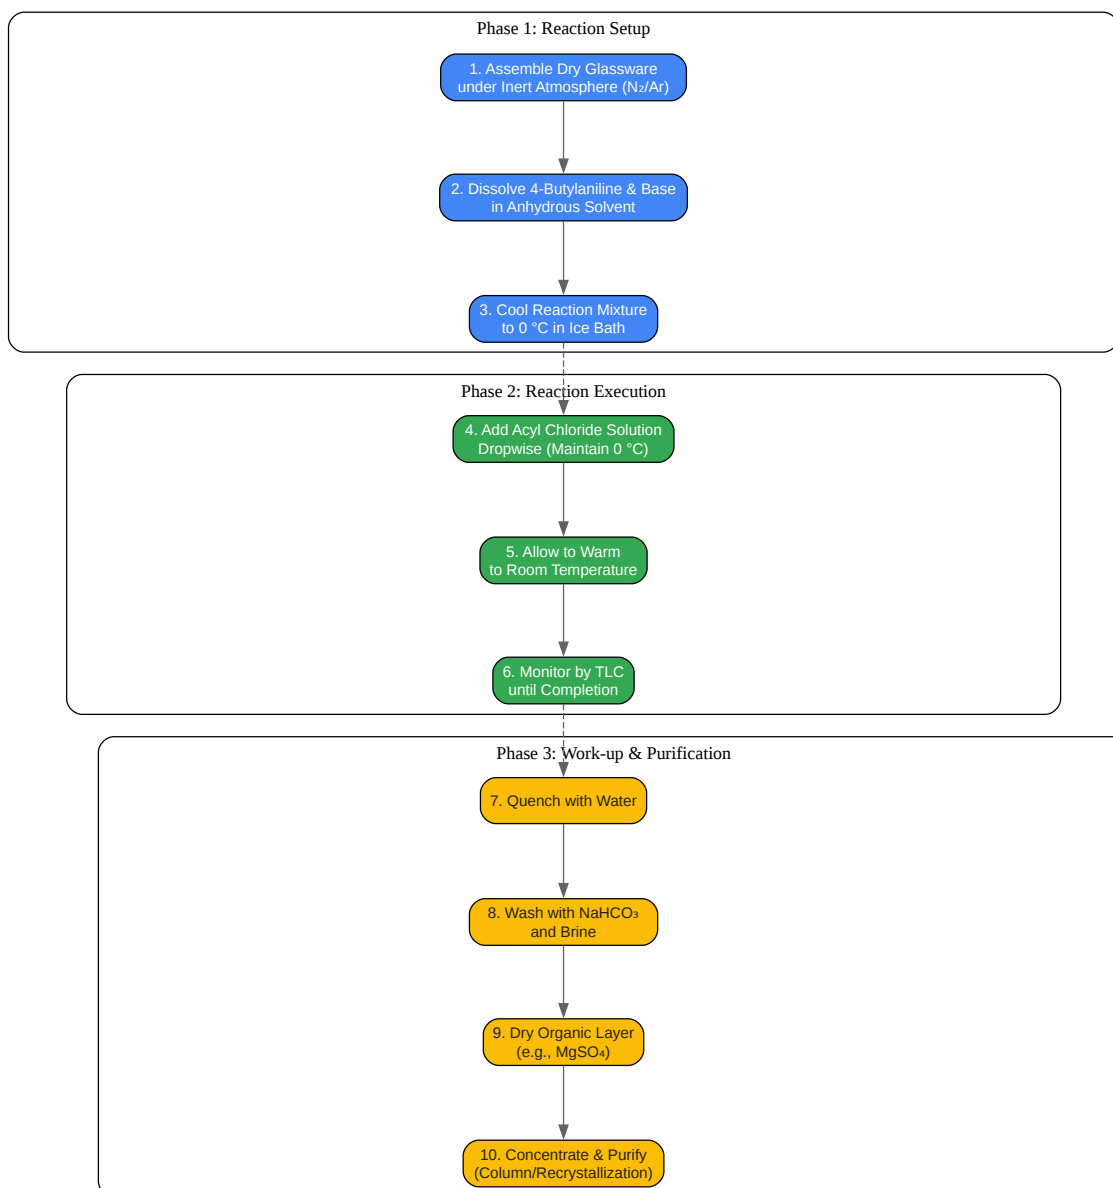 Phase 1: Reaction Setup
1. Assemble Dry Glassware
under Inert Atmosphere (N₂/Ar)
2. Dissolve 4-Butylaniline & Base
in Anhydrous Solvent
3. Cool Reaction Mixture
to 0 °C in Ice Bath
Phase 2: Reaction Execution
4. Add Acyl Chloride Solution
Dropwise (Maintain 0 °C)
5. Allow to Warm
to Room Temperature
6. Monitor by TLC
until Completion
Phase 3: Work-up & Purification
7. Quench with Water
8. Wash with NaHCO₃
and Brine
9. Dry Organic Layer
(e.g., MgSO₄)
10. Concentrate & Purify
(Column/Recrystallization)